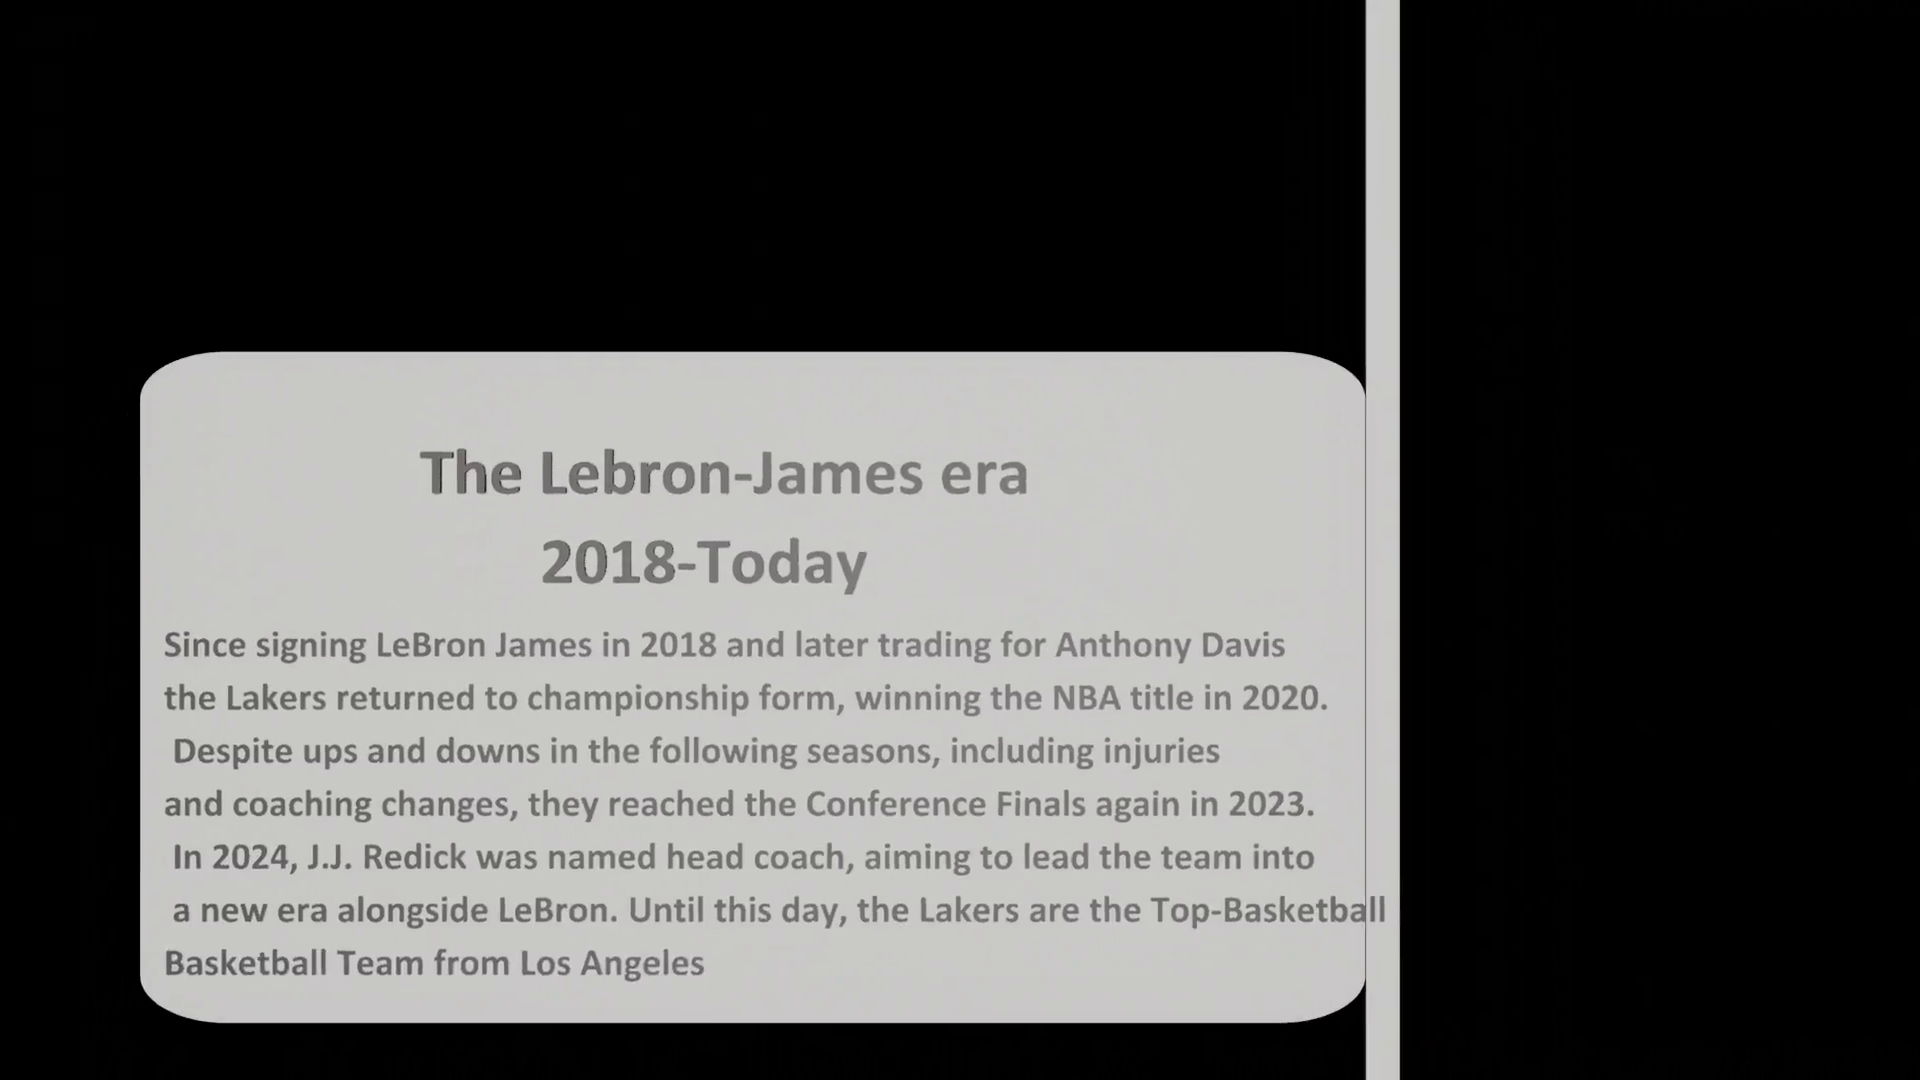 The Lebron-James era
2018-Today
Since signing LeBron James in 2018 and later trading for Anthony Davis
the Lakers returned to championship form, winning the NBA title in 2020.
Despite ups and downs in the following seasons, including injuries
and coaching changes, they reached the Conference Finals again in 2023.
In 2024, J.J. Redick was named head coach, aiming to lead the team into
a new era alongside LeBron. Until this day, the Lakers are the Top-Basketball
Basketball Team from Los Angeles